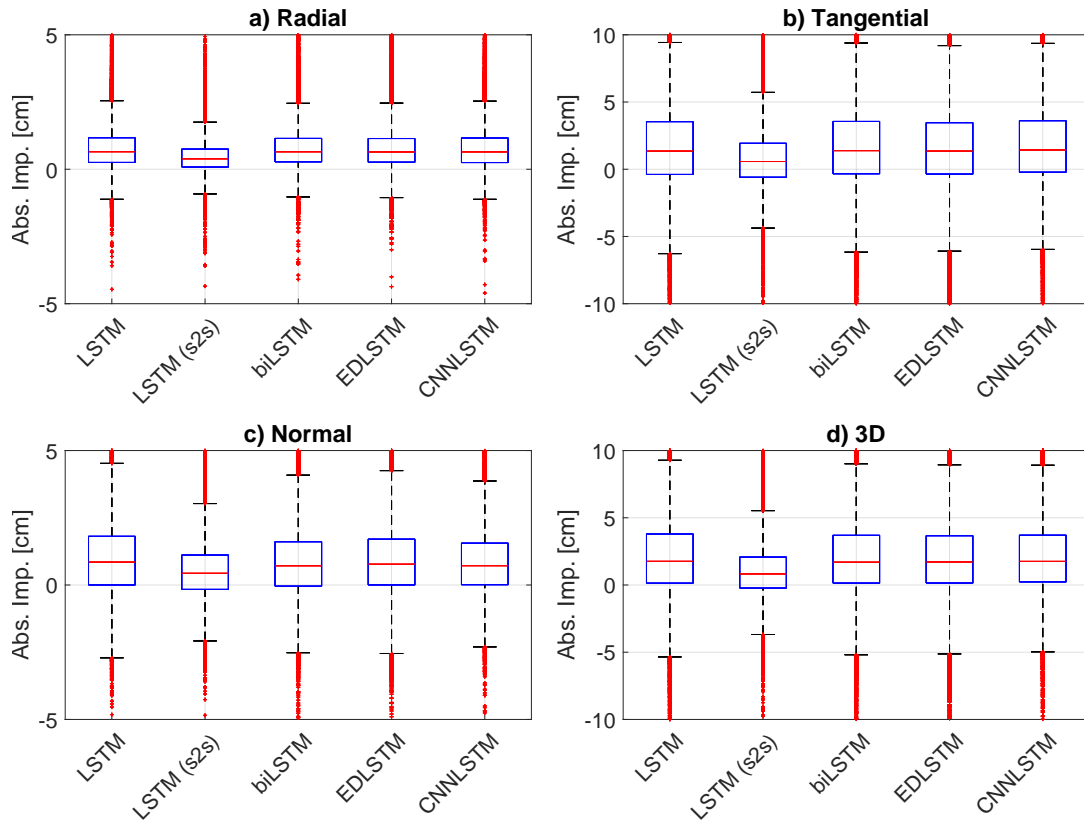 a) Radial
5
0
-5
Abs. Imp. [cm]
LSTM
LSTM (s2s)
biLSTM
EDLSTM
CNNLSTM
b) Tangential
10
5
0
-5
-10
Abs. Imp. [cm]
LSTM
LSTM (s2s)
biLSTM
EDLSTM
CNNLSTM
c) Normal
5
0
-5
Abs. Imp. [cm]
LSTM
LSTM (s2s)
biLSTM
EDLSTM
CNNLSTM
d) 3D
10
5
0
-5
-10
Abs. Imp. [cm]
LSTM
LSTM (s2s)
biLSTM
EDLSTM
CNNLSTM